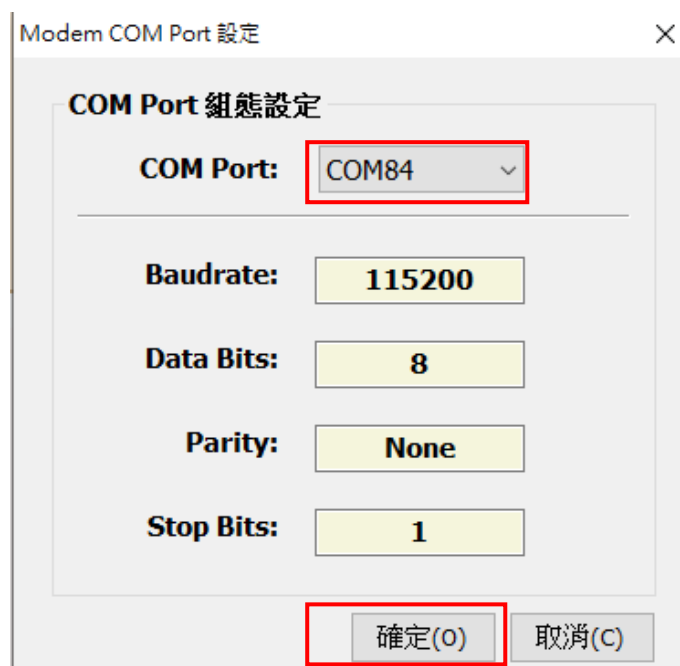 Modem COM Port 設定
COM Port 組態設定
COM Port: COM84
Baudrate: 115200
Data Bits: 8
Parity: None
Stop Bits: 1
確定(O) 取消(C)